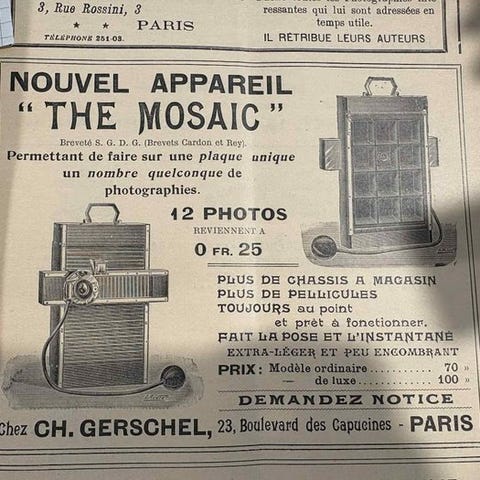 3, Rue Rossini, 3
PARIS
TÉLÉPHONE 251-03.
ressantes qui lui sont adressées en
temps utile.
IL RÉTRIBUE LEURS AUTEURS
NOUVEL APPAREIL
“ THE MOSAIC ”
Breveté S. G. D. G. (Brevets Cardon et Rey).
Permettant de faire sur une plaque unique
un nombre quelconque de
photographies.
12 PHOTOS
REVIENNENT A
0 FR. 25
PLUS DE CHASSIS A MAGASIN
PLUS DE PELLICULES
TOUJOURS au point
et prêt à fonctionner.
FAIT LA POSE ET L'INSTANTANÉ
EXTRA-LÉGER ET PEU ENCOMBRANT
PRIX : Modèle ordinaire........... 70 »
— de luxe............. 100 »
DEMANDEZ NOTICE
Chez CH. GERSCHEL, 23, Boulevard des Capucines - PARIS